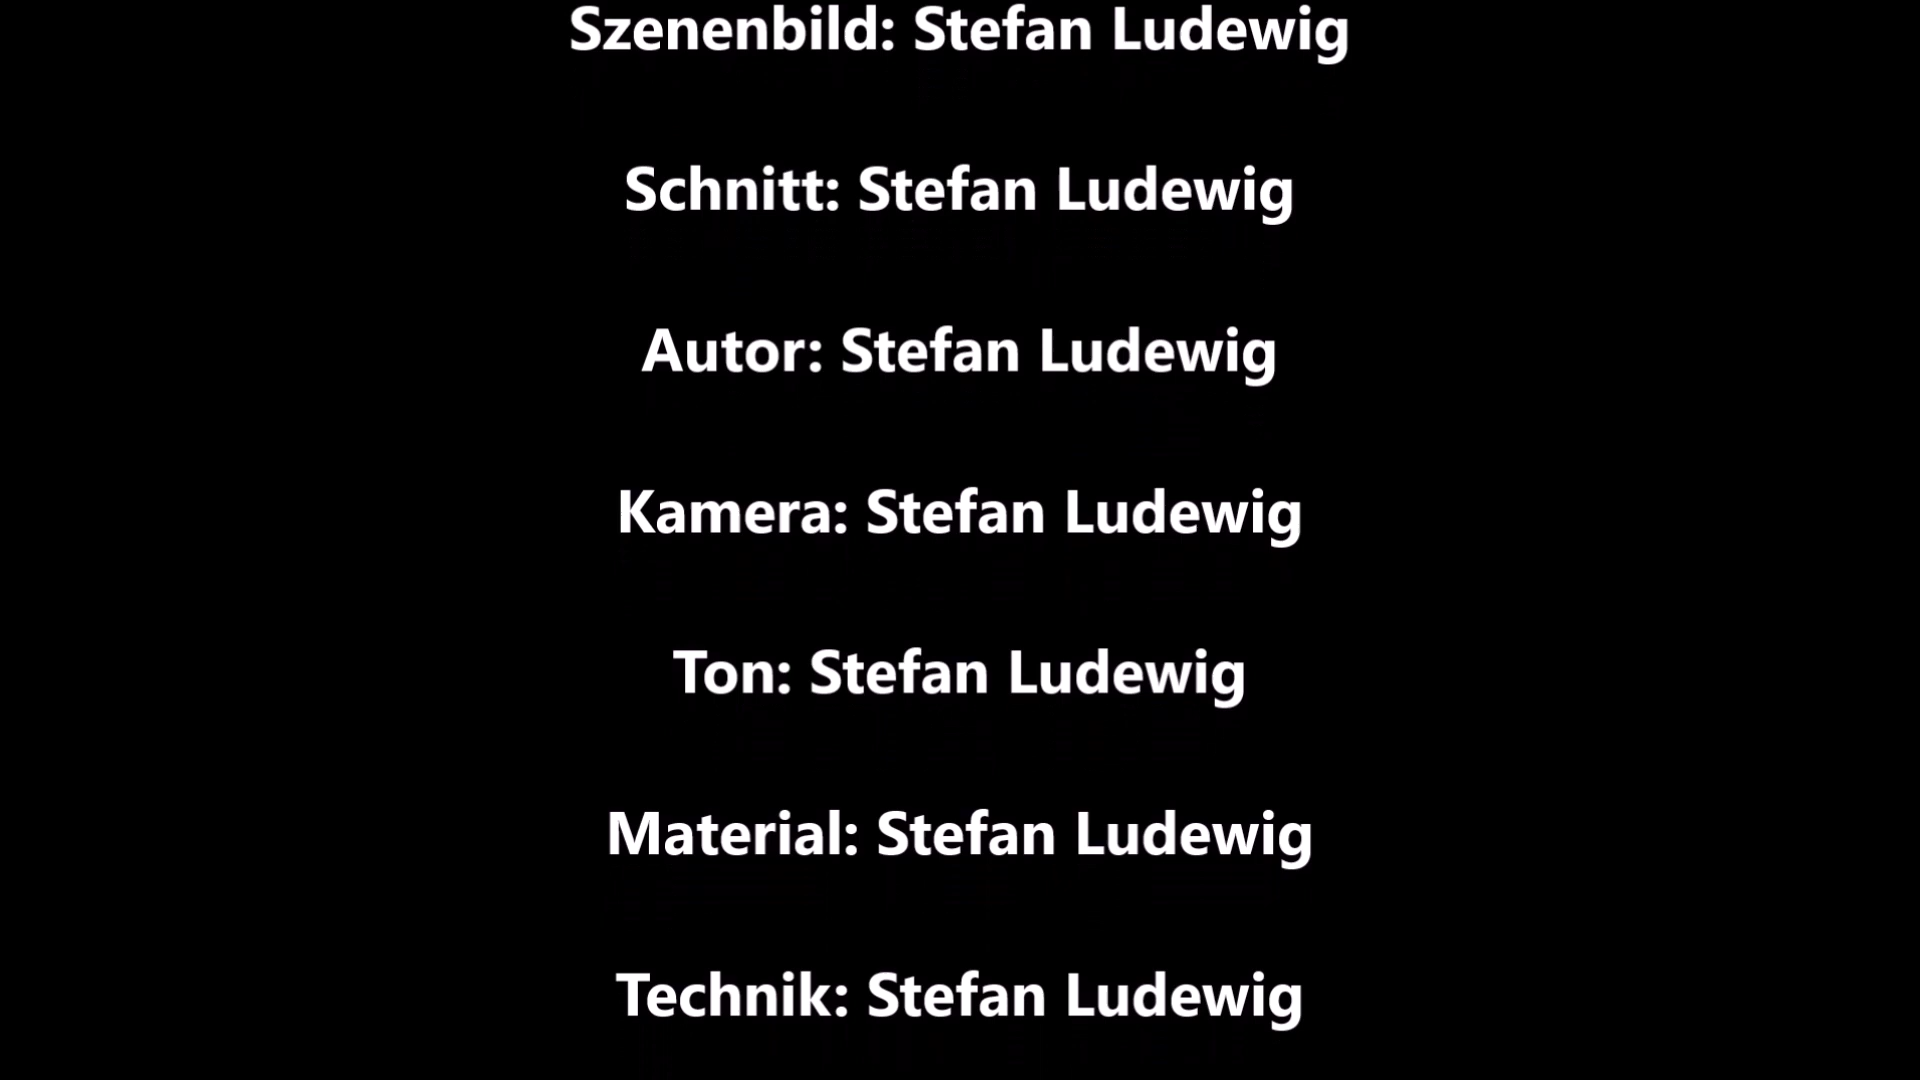 Szenenbild: Stefan Ludewig
Schnitt: Stefan Ludewig
Autor: Stefan Ludewig
Kamera: Stefan Ludewig
Ton: Stefan Ludewig
Material: Stefan Ludewig
Technik: Stefan Ludewig